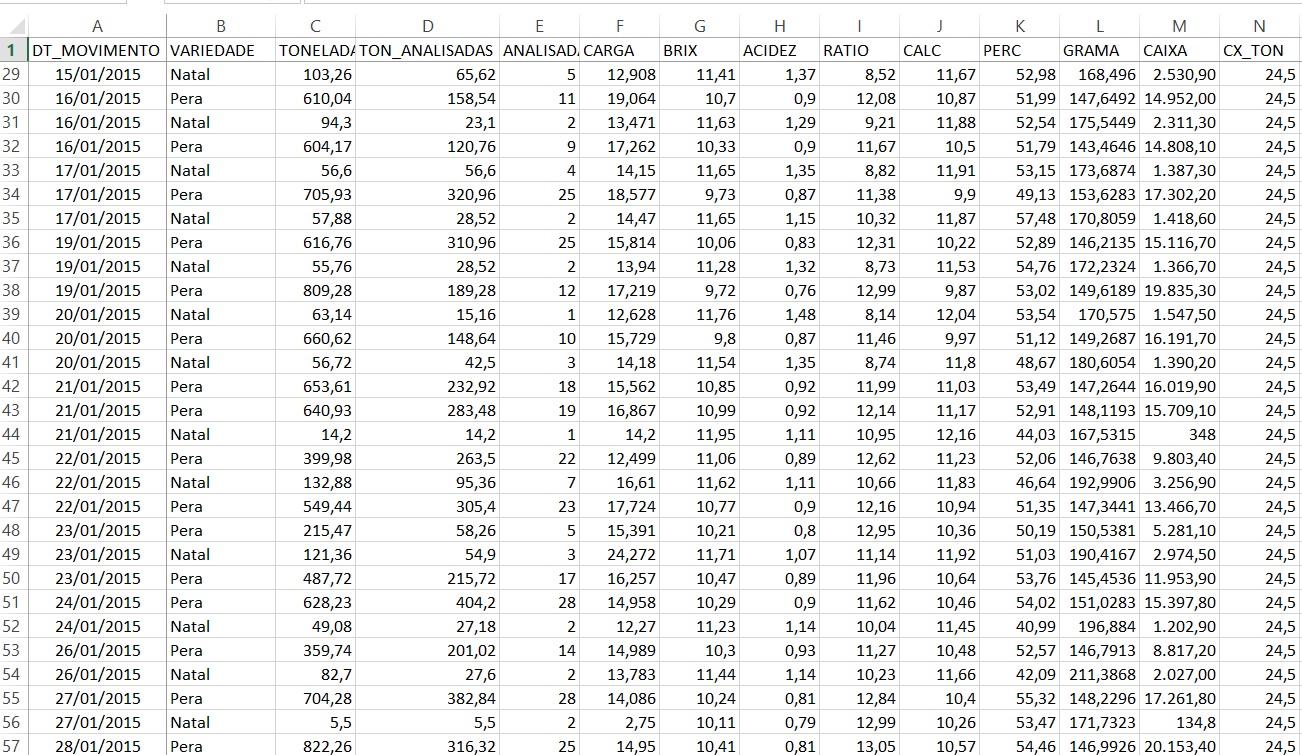 A B C D E F G H I J K L M N
1 DT_MOVIMENTO VARIEDADE TONELADA TON_ANALISADAS ANALISADA CARGA BRIX ACIDEZ RATIO CALC PERC GRAMA CAIXA CX_TON
29 15/01/2015 Natal 103,26 65,62 5 12,908 11,41 1,37 8,52 11,67 52,98 168,496 2.530,90 24,5
30 16/01/2015 Pera 610,04 158,54 11 19,064 10,7 0,9 12,08 10,87 51,99 147,6492 14.952,00 24,5
31 16/01/2015 Natal 94,3 23,1 2 13,471 11,63 1,29 9,21 11,88 52,54 175,5449 2.311,30 24,5
32 16/01/2015 Pera 604,17 120,76 9 17,262 10,33 0,9 11,67 10,5 51,79 143,4646 14.808,10 24,5
33 17/01/2015 Natal 56,6 56,6 4 14,15 11,65 1,35 8,82 11,91 53,15 173,6874 1.387,30 24,5
34 17/01/2015 Pera 705,93 320,96 25 18,577 9,73 0,87 11,38 9,9 49,13 153,6283 17.302,20 24,5
35 17/01/2015 Natal 57,88 28,52 2 14,47 11,65 1,15 10,32 11,87 57,48 170,8059 1.418,60 24,5
36 19/01/2015 Pera 616,76 310,96 25 15,814 10,06 0,83 12,31 10,22 52,89 146,2135 15.116,70 24,5
37 19/01/2015 Natal 55,76 28,52 2 13,94 11,28 1,32 8,73 11,53 54,76 172,2324 1.366,70 24,5
38 19/01/2015 Pera 809,28 189,28 12 17,219 9,72 0,76 12,99 9,87 53,02 149,6189 19.835,30 24,5
39 20/01/2015 Natal 63,14 15,16 1 12,628 11,76 1,48 8,14 12,04 53,54 170,575 1.547,50 24,5
40 20/01/2015 Pera 660,62 148,64 10 15,729 9,8 0,87 11,46 9,97 51,12 149,2687 16.191,70 24,5
41 20/01/2015 Natal 56,72 42,5 3 14,18 11,54 1,35 8,74 11,8 48,67 180,6054 1.390,20 24,5
42 21/01/2015 Pera 653,61 232,92 18 15,562 10,85 0,92 11,99 11,03 53,49 147,2644 16.019,90 24,5
43 21/01/2015 Pera 640,93 283,48 19 16,867 10,99 0,92 12,14 11,17 52,91 148,1193 15.709,10 24,5
44 21/01/2015 Natal 14,2 14,2 1 14,2 11,95 1,11 10,95 12,16 44,03 167,5315 348 24,5
45 22/01/2015 Pera 399,98 263,5 22 12,499 11,06 0,89 12,62 11,23 52,06 146,7638 9.803,40 24,5
46 22/01/2015 Natal 132,88 95,36 7 16,61 11,62 1,11 10,66 11,83 46,64 192,9906 3.256,90 24,5
47 22/01/2015 Pera 549,44 305,4 23 17,724 10,77 0,9 12,16 10,94 51,35 147,3441 13.466,70 24,5
48 23/01/2015 Pera 215,47 58,26 5 15,391 10,21 0,8 12,95 10,36 50,19 150,5381 5.281,10 24,5
49 23/01/2015 Natal 121,36 54,9 3 24,272 11,71 1,07 11,14 11,92 51,03 190,4167 2.974,50 24,5
50 23/01/2015 Pera 487,72 215,72 17 16,257 10,47 0,89 11,96 10,64 53,76 145,4536 11.953,90 24,5
51 24/01/2015 Pera 628,23 404,2 28 14,958 10,29 0,9 11,62 10,46 54,02 151,0283 15.397,80 24,5
52 24/01/2015 Natal 49,08 27,18 2 12,27 11,23 1,14 10,04 11,45 40,99 196,884 1.202,90 24,5
53 26/01/2015 Pera 359,74 201,02 14 14,989 10,3 0,93 11,27 10,48 52,57 146,7913 8.817,20 24,5
54 26/01/2015 Natal 82,7 27,6 2 13,783 11,44 1,14 10,23 11,66 42,09 211,3868 2.027,00 24,5
55 27/01/2015 Pera 704,28 382,84 28 14,086 10,24 0,81 12,84 10,4 55,32 148,2296 17.261,80 24,5
56 27/01/2015 Natal 5,5 5,5 2 2,75 10,11 0,79 12,99 10,26 53,47 171,7323 134,8 24,5
57 28/01/2015 Pera 822,26 316,32 25 14,95 10,41 0,81 13,05 10,57 54,46 146,9926 20.153,40 24,5